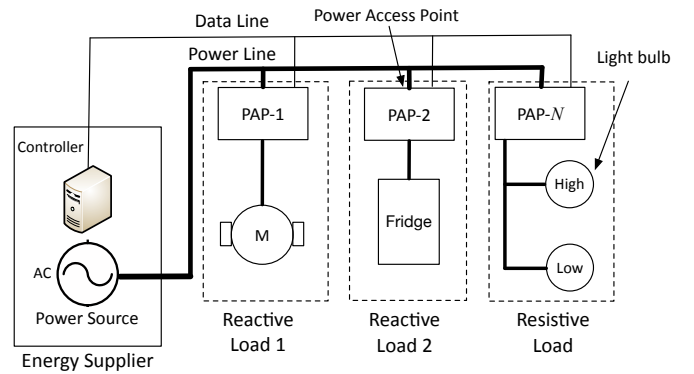 Data Line
Power Access Point
Power Line
Light bulb
PAP-1
PAP-2
PAP-N
Controller
High
Fridge
M
Low
AC
Power Source
Energy Supplier
Reactive
Load 1
Reactive
Load 2
Resistive
Load